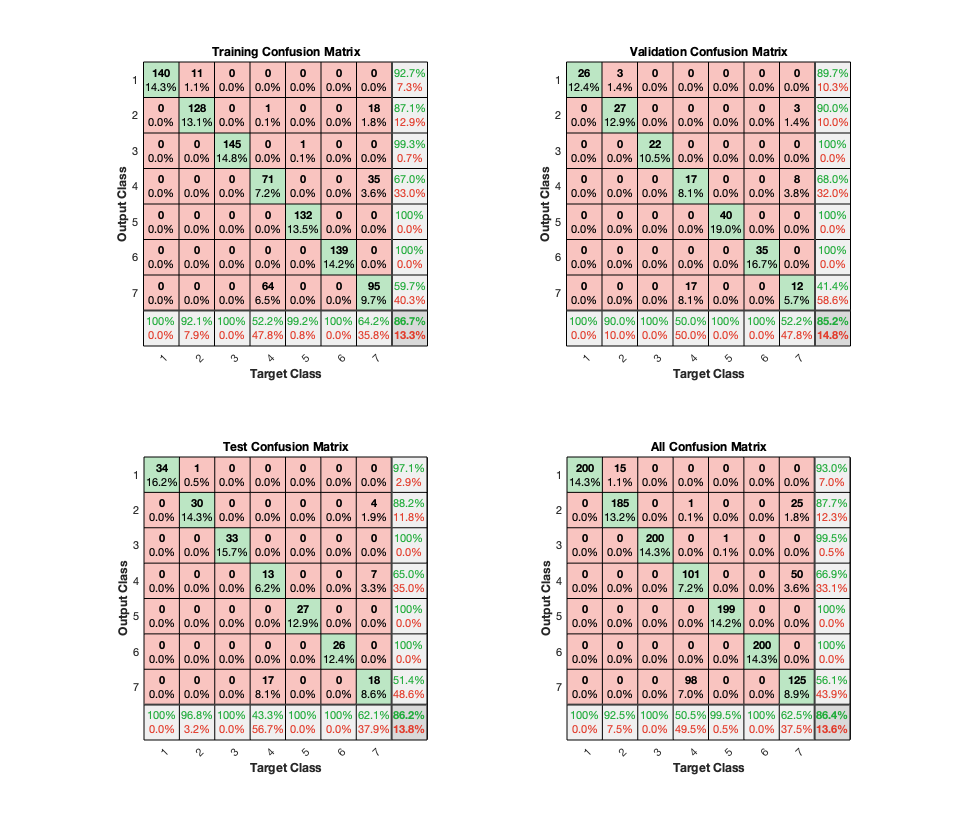 Training Confusion Matrix
Output Class
1 140 11 0 0 0 0 0 92.7%
14.3% 1.1% 0.0% 0.0% 0.0% 0.0% 0.0% 7.3%
2 0 128 0 1 0 0 18 87.1%
0.0% 13.1% 0.0% 0.1% 0.0% 0.0% 1.8% 12.9%
3 0 0 145 0 1 0 0 99.3%
0.0% 0.0% 14.8% 0.0% 0.1% 0.0% 0.0% 0.7%
4 0 0 0 71 0 0 35 67.0%
0.0% 0.0% 0.0% 7.2% 0.0% 0.0% 3.6% 33.0%
5 0 0 0 0 132 0 0 100%
0.0% 0.0% 0.0% 0.0% 13.5% 0.0% 0.0% 0.0%
6 0 0 0 0 0 139 0 100%
0.0% 0.0% 0.0% 0.0% 0.0% 14.2% 0.0% 0.0%
7 0 0 0 64 0 0 95 59.7%
0.0% 0.0% 0.0% 6.5% 0.0% 0.0% 9.7% 40.3%
100% 92.1% 100% 52.2% 99.2% 100% 64.2% 86.7%
0.0% 7.9% 0.0% 47.8% 0.8% 0.0% 35.8% 13.3%
1 2 3 4 5 6 7
Target Class
Validation Confusion Matrix
Output Class
1 26 3 0 0 0 0 0 89.7%
12.4% 1.4% 0.0% 0.0% 0.0% 0.0% 0.0% 10.3%
2 0 27 0 0 0 0 3 90.0%
0.0% 12.9% 0.0% 0.0% 0.0% 0.0% 1.4% 10.0%
3 0 0 22 0 0 0 0 100%
0.0% 0.0% 10.5% 0.0% 0.0% 0.0% 0.0% 0.0%
4 0 0 0 17 0 0 8 68.0%
0.0% 0.0% 0.0% 8.1% 0.0% 0.0% 3.8% 32.0%
5 0 0 0 0 40 0 0 100%
0.0% 0.0% 0.0% 0.0% 19.0% 0.0% 0.0% 0.0%
6 0 0 0 0 0 35 0 100%
0.0% 0.0% 0.0% 0.0% 0.0% 16.7% 0.0% 0.0%
7 0 0 0 17 0 0 12 41.4%
0.0% 0.0% 0.0% 8.1% 0.0% 0.0% 5.7% 58.6%
100% 90.0% 100% 50.0% 100% 100% 52.2% 85.2%
0.0% 10.0% 0.0% 50.0% 0.0% 0.0% 47.8% 14.8%
1 2 3 4 5 6 7
Target Class
Test Confusion Matrix
Output Class
1 34 1 0 0 0 0 0 97.1%
16.2% 0.5% 0.0% 0.0% 0.0% 0.0% 0.0% 2.9%
2 0 30 0 0 0 0 4 88.2%
0.0% 14.3% 0.0% 0.0% 0.0% 0.0% 1.9% 11.8%
3 0 0 33 0 0 0 0 100%
0.0% 0.0% 15.7% 0.0% 0.0% 0.0% 0.0% 0.0%
4 0 0 0 13 0 0 7 65.0%
0.0% 0.0% 0.0% 6.2% 0.0% 0.0% 3.3% 35.0%
5 0 0 0 0 27 0 0 100%
0.0% 0.0% 0.0% 0.0% 12.9% 0.0% 0.0% 0.0%
6 0 0 0 0 0 26 0 100%
0.0% 0.0% 0.0% 0.0% 0.0% 12.4% 0.0% 0.0%
7 0 0 0 17 0 0 18 51.4%
0.0% 0.0% 0.0% 8.1% 0.0% 0.0% 8.6% 48.6%
100% 96.8% 100% 43.3% 100% 100% 62.1% 86.2%
0.0% 3.2% 0.0% 56.7% 0.0% 0.0% 37.9% 13.8%
1 2 3 4 5 6 7
Target Class
All Confusion Matrix
Output Class
1 200 15 0 0 0 0 0 93.0%
14.3% 1.1% 0.0% 0.0% 0.0% 0.0% 0.0% 7.0%
2 0 185 0 1 0 0 25 87.7%
0.0% 13.2% 0.0% 0.1% 0.0% 0.0% 1.8% 12.3%
3 0 0 200 0 1 0 0 99.5%
0.0% 0.0% 14.3% 0.0% 0.1% 0.0% 0.0% 0.5%
4 0 0 0 101 0 0 50 66.9%
0.0% 0.0% 0.0% 7.2% 0.0% 0.0% 3.6% 33.1%
5 0 0 0 0 199 0 0 100%
0.0% 0.0% 0.0% 0.0% 14.2% 0.0% 0.0% 0.0%
6 0 0 0 0 0 200 0 100%
0.0% 0.0% 0.0% 0.0% 0.0% 14.3% 0.0% 0.0%
7 0 0 0 98 0 0 125 56.1%
0.0% 0.0% 0.0% 7.0% 0.0% 0.0% 8.9% 43.9%
100% 92.5% 100% 50.5% 99.5% 100% 62.5% 86.4%
0.0% 7.5% 0.0% 49.5% 0.5% 0.0% 37.5% 13.6%
1 2 3 4 5 6 7
Target Class